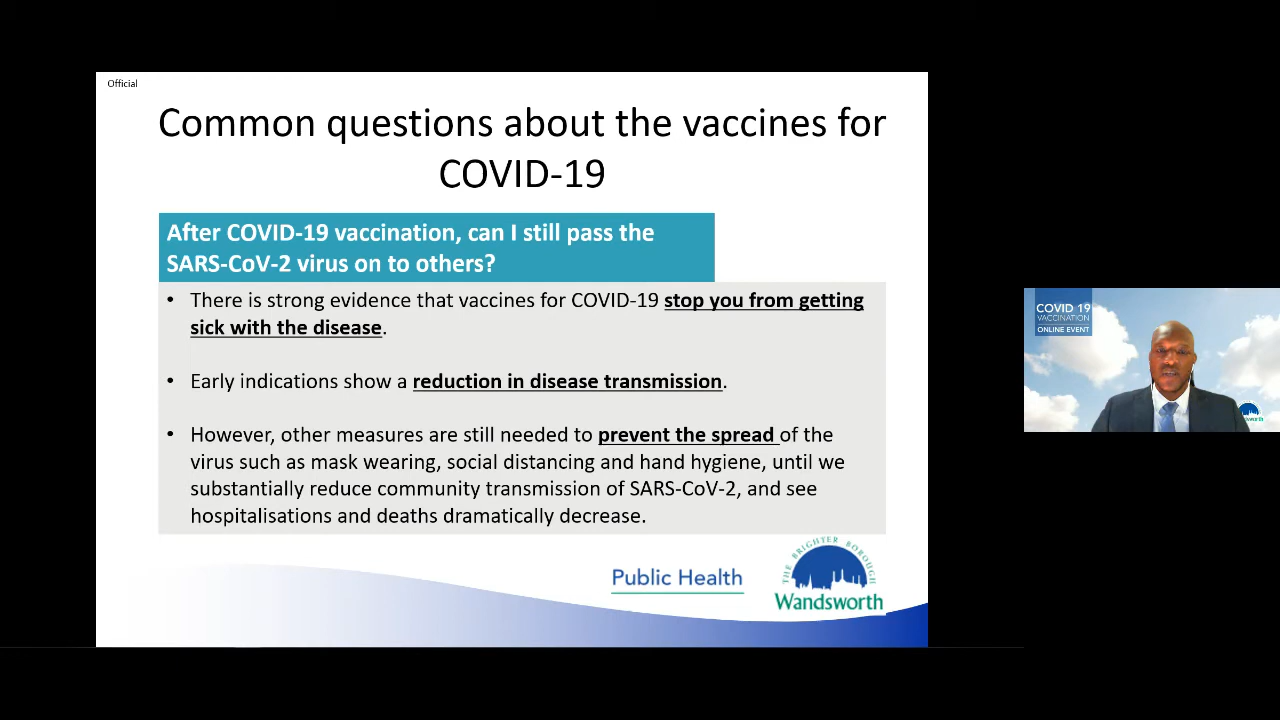 Official
Common questions about the vaccines for
COVID-19
After COVID-19 vaccination, can I still pass the
SARS-CoV-2 virus on to others?
• There is strong evidence that vaccines for COVID-19 stop you from getting
sick with the disease.
• Early indications show a reduction in disease transmission.
• However, other measures are still needed to prevent the spread of the
virus such as mask wearing, social distancing and hand hygiene, until we
substantially reduce community transmission of SARS-CoV-2, and see
hospitalisations and deaths dramatically decrease.
Public Health
THE BRIGHTER BOROUGH
Wandsworth
COVID 19
VACCINATION
ONLINE EVENT